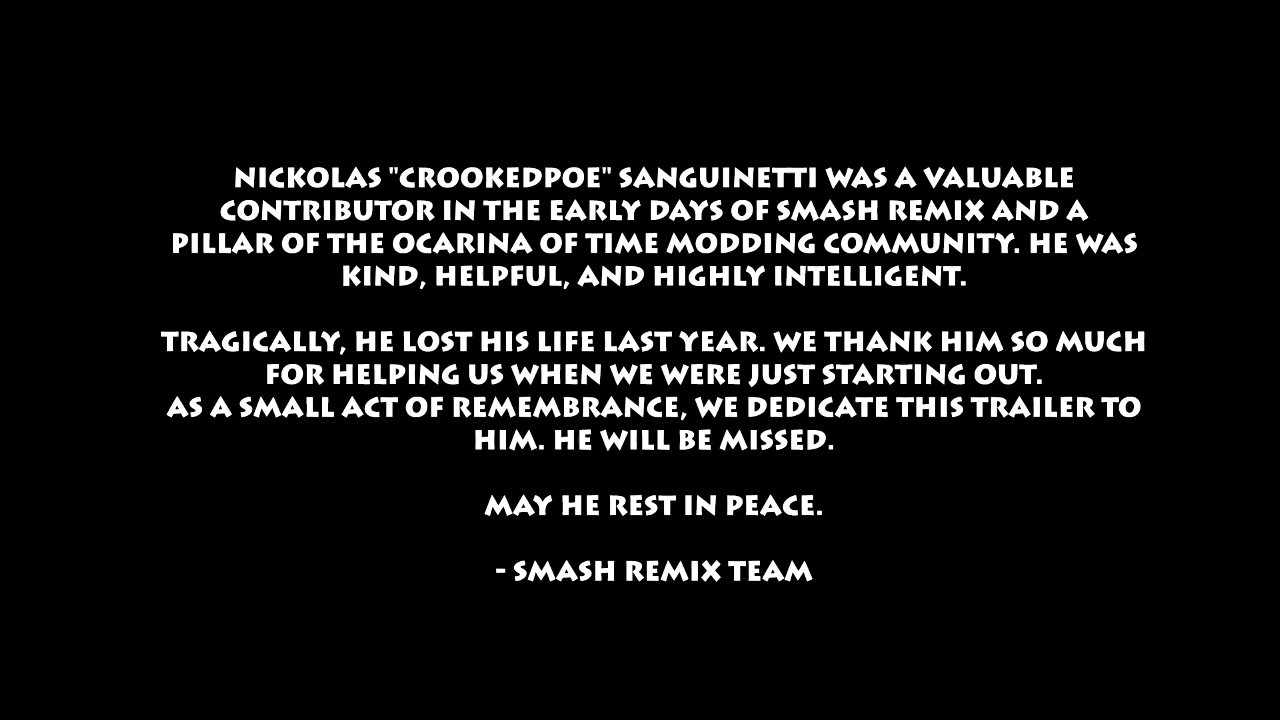 NICKOLAS "CROOKEDPOE" SANGUINETTI WAS A VALUABLE
CONTRIBUTOR IN THE EARLY DAYS OF SMASH REMIX AND A
PILLAR OF THE OCARINA OF TIME MODDING COMMUNITY. HE WAS
KIND, HELPFUL, AND HIGHLY INTELLIGENT.
TRAGICALLY, HE LOST HIS LIFE LAST YEAR. WE THANK HIM SO MUCH
FOR HELPING US WHEN WE WERE JUST STARTING OUT.
AS A SMALL ACT OF REMEMBRANCE, WE DEDICATE THIS TRAILER TO
HIM. HE WILL BE MISSED.
MAY HE REST IN PEACE.
- SMASH REMIX TEAM